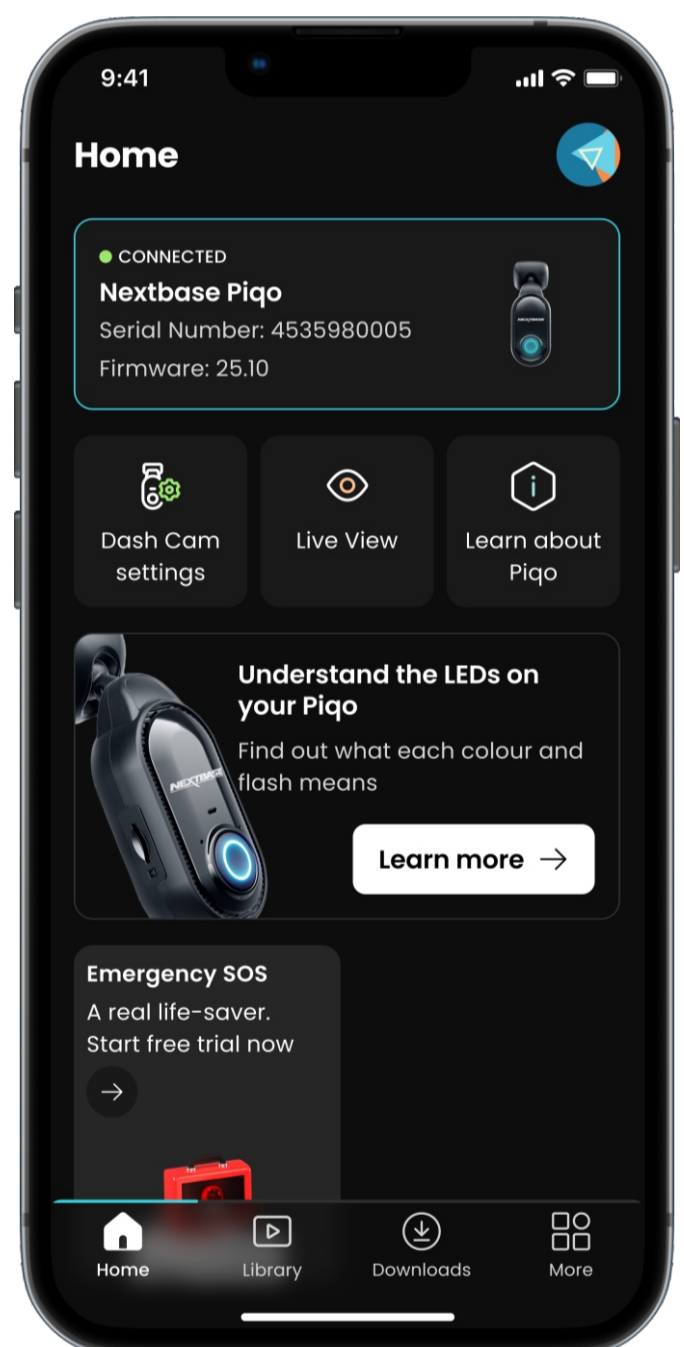 9:41
Home
CONNECTED
Nextbase Piqo
Serial Number: 4535980005
Firmware: 25.10
Dash Cam
settings
Live View
Learn about
Piqo
Understand the LEDs on
your Piqo
Find out what each colour and
flash means
NEXTBASE
Learn more
Emergency SOS
A real life-saver.
Start free trial now
Home
Library
Downloads
More